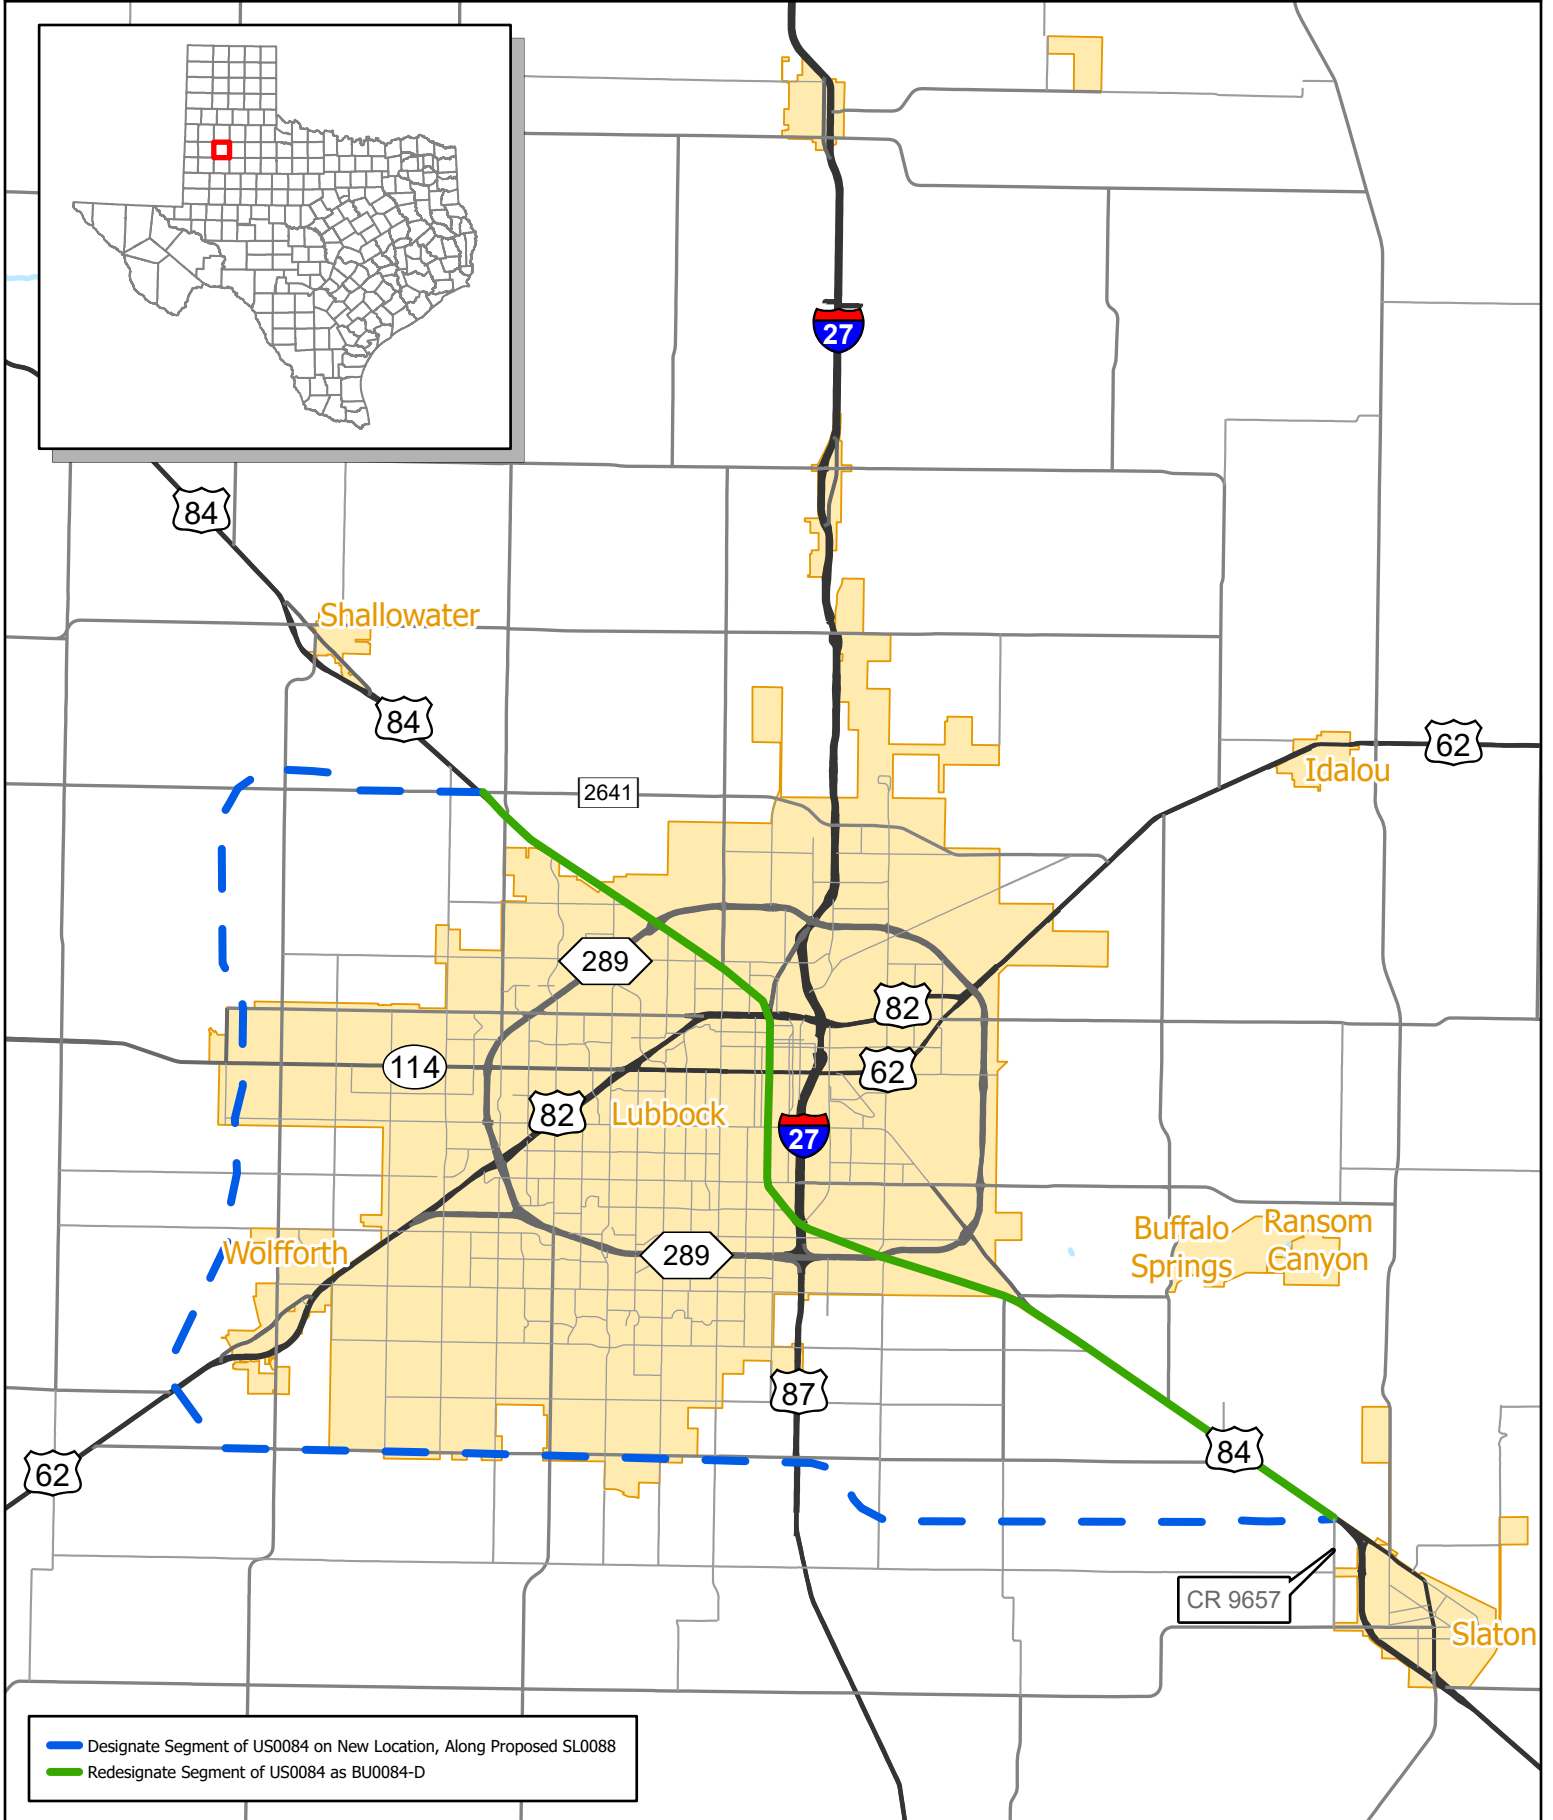 27
84
Shallowater
84
62
Idalou
2641
289
82
114
62
82
Lubbock
27
Buffalo
Springs
Ransom
Canyon
Wolfforth
289
87
84
62
CR 9657
Slaton
Designate Segment of US0084 on New Location, Along Proposed SL0088
Redesignate Segment of US0084 as BU0084-D